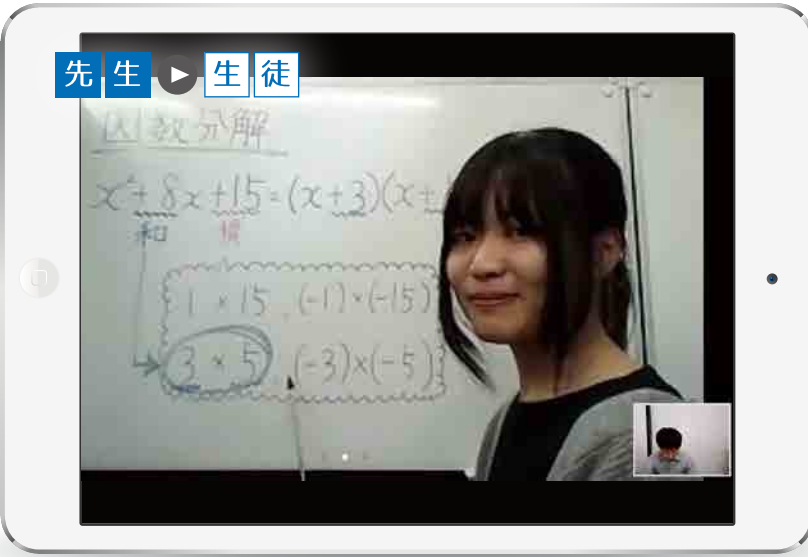 先生▶生徒
因数分解
x²+8x+15=(x+3)(x+
和 積
1×15, (-1)×(-15)
3×5, (-3)×(-5)